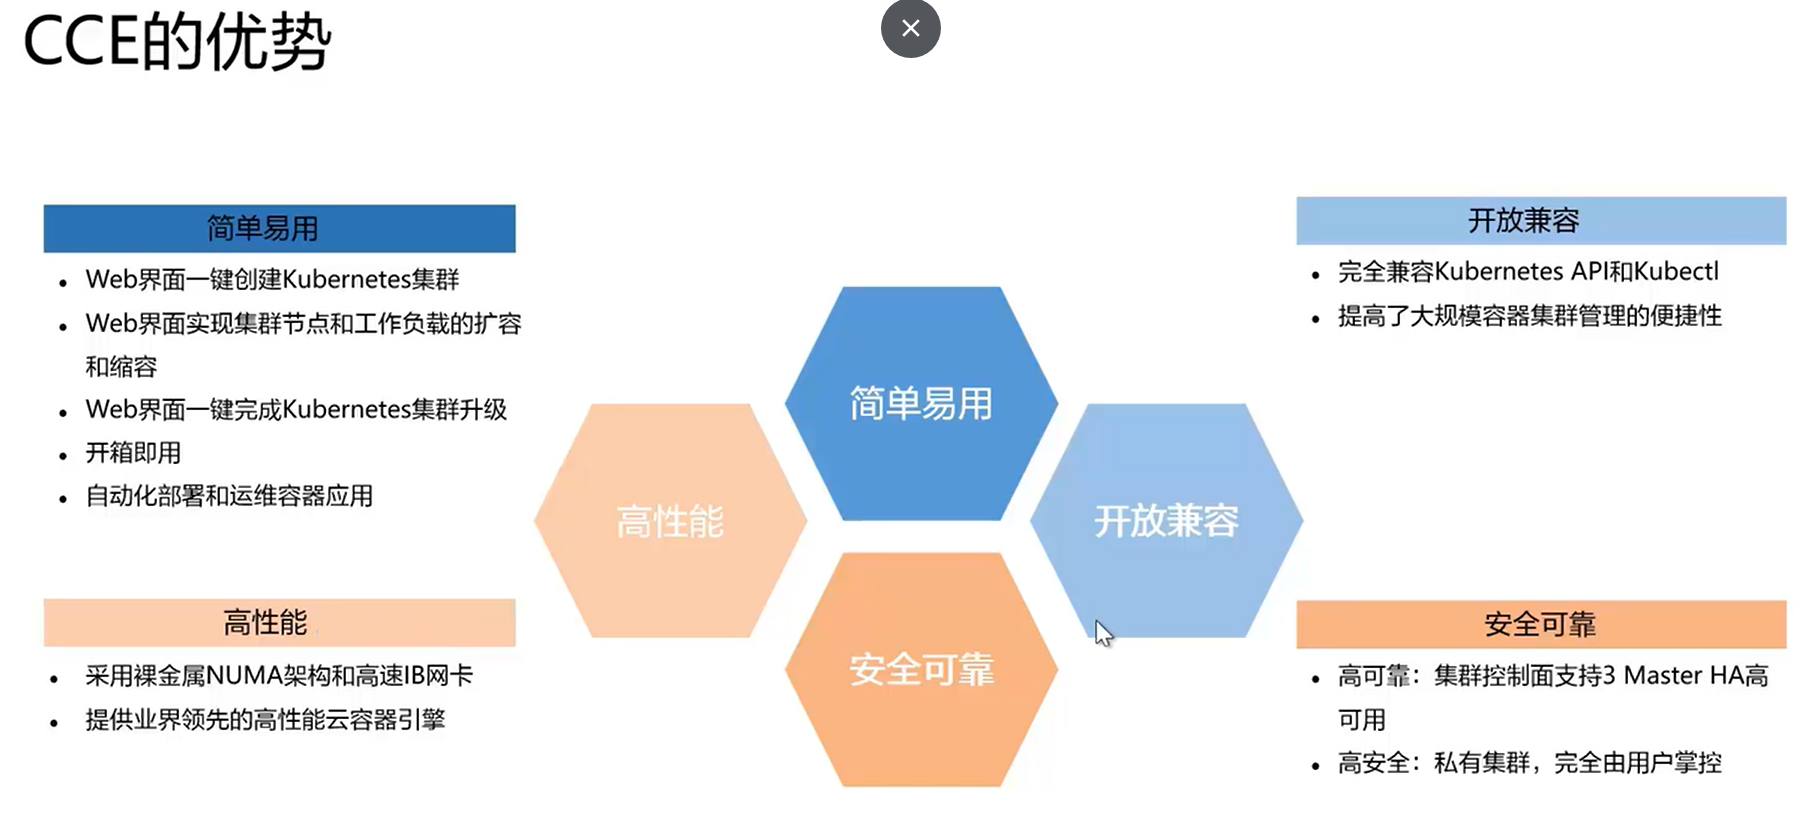 CCE的优势
简单易用
Web界面一键创建Kubernetes集群
Web界面实现集群节点和工作负载的扩容
和缩容
Web界面一键完成Kubernetes集群升级
开箱即用
自动化部署和运维容器应用
高性能
采用裸金属NUMA架构和高速IB网卡
提供业界领先的高性能云容器引擎
简单易用
高性能
开放兼容
安全可靠
开放兼容
完全兼容Kubernetes API和Kubectl
提高了大规模容器集群管理的便捷性
安全可靠
高可靠：集群控制面支持3 Master HA高
可用
高安全：私有集群，完全由用户掌控